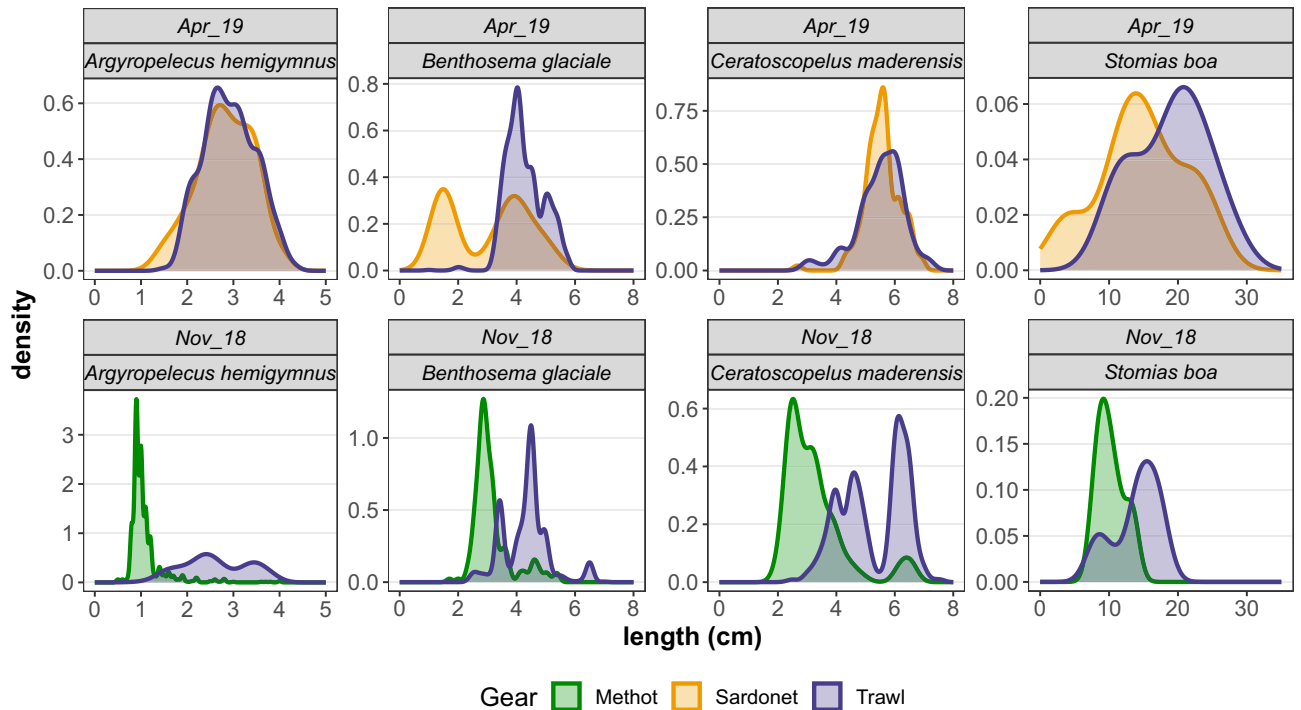 Apr_19 Apr_19 Apr_19 Apr_19
Argyropelecus hemigymnus Benthosema glaciale Ceratoscopelus maderensis Stomias boa
0.6
0.4
0.2
0.0
0 1 2 3 4 5
0.8
0.6
0.4
0.2
0.0
0 2 4 6 8
0.75
0.50
0.25
0.00
0 2 4 6 8
0.06
0.04
0.02
0.00
0 10 20 30
density
Nov_18 Nov_18 Nov_18 Nov_18
Argyropelecus hemigymnus Benthosema glaciale Ceratoscopelus maderensis Stomias boa
3
2
1
0
0 1 2 3 4 5
1.0
0.5
0.0
0 2 4 6 8
0.6
0.4
0.2
0.0
0 2 4 6 8
0.20
0.15
0.10
0.05
0.00
0 10 20 30
length (cm)
Gear Methot Sardonet Trawl